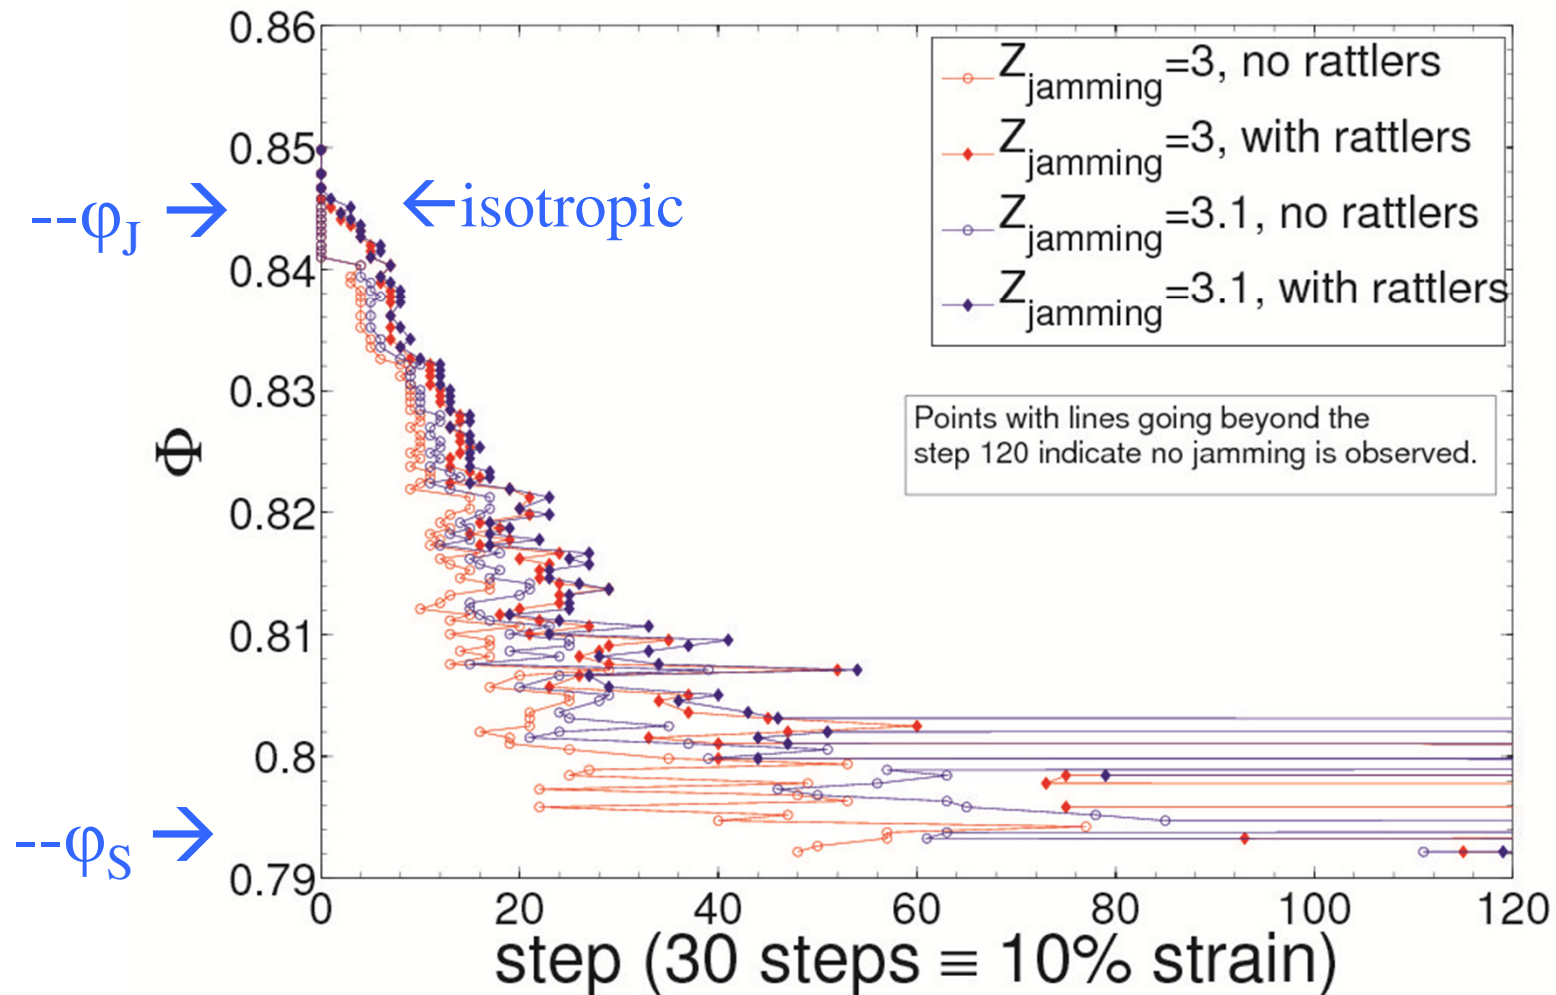 0.86
0.85
0.84
0.83
0.82
0.81
0.8
0.79
Φ
--φJ →
←isotropic
--φS →
Zjamming=3, no rattlers
Zjamming=3, with rattlers
Zjamming=3.1, no rattlers
Zjamming=3.1, with rattlers
Points with lines going beyond the
step 120 indicate no jamming is observed.
0 20 40 60 80 100 120
step (30 steps ≡ 10% strain)